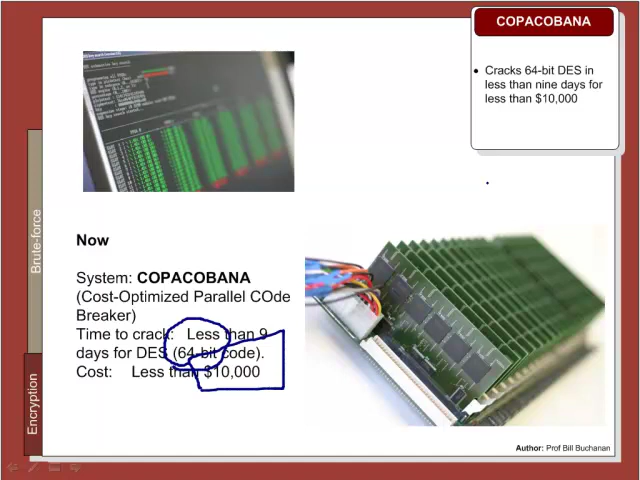 COPACOBANA
• Cracks 64-bit DES in
less than nine days for
less than $10,000
Now
System: COPACOBANA
(Cost-Optimized Parallel COde
Breaker)
Time to crack: Less than 9
days for DES (64-bit code).
Cost: Less than $10,000
Brute-force
Encryption
Author: Prof Bill Buchanan